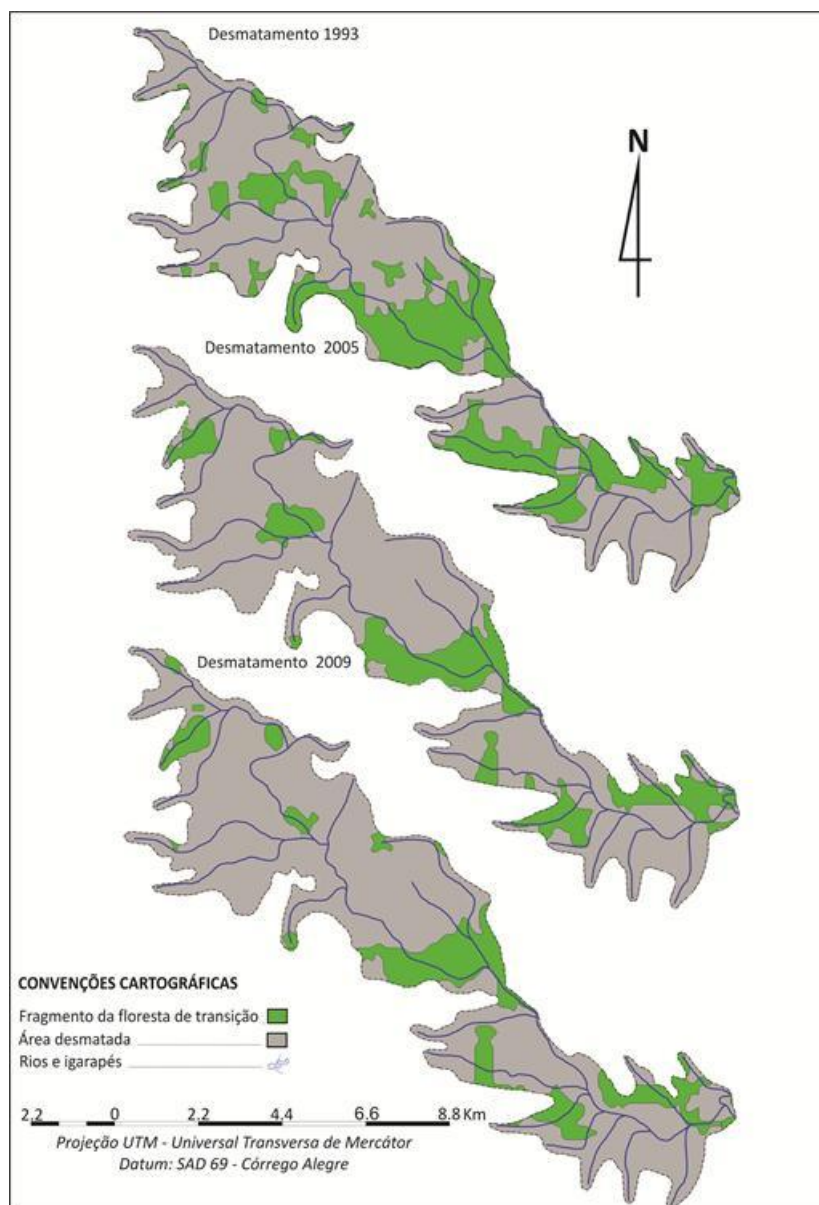 Desmatamento 1993
N
Desmatamento 2005
Desmatamento 2009
CONVENÇÕES CARTOGRÁFICAS
Fragmento da floresta de transição
Área desmatada
Rios e igarapés
2.2 0 2.2 4.4 6.6 8.8 Km
Projeção UTM - Universal Transversa de Mercátor
Datum: SAD 69 - Córrego Alegre